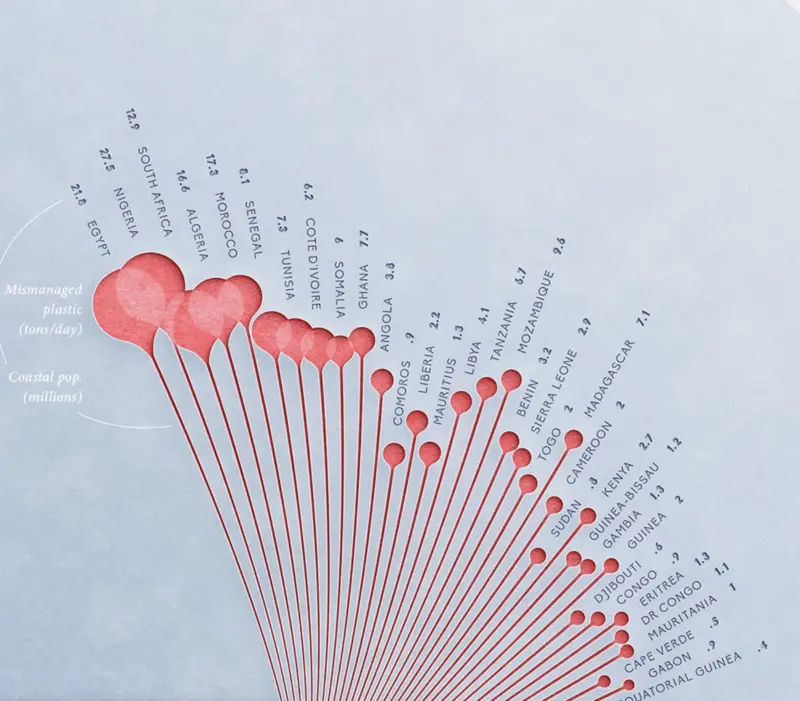 EGYPT 21.8
NIGERIA 27.5
SOUTH AFRICA 12.9
ALGERIA 16.6
MOROCCO 17.3
SENEGAL 8.1
TUNISIA 7.3
COTE D'IVOIRE 6.2
SOMALIA 6
GHANA 7.7
ANGOLA 3.8
COMOROS .9
LIBERIA 2.2
MAURITIUS 1.3
LIBYA 4.1
TANZANIA 6.7
MOZAMBIQUE 9.6
BENIN 3.2
SIERRA LEONE 2.9
TOGO 2
MADAGASCAR 7.1
CAMEROON 2
SUDAN .8
KENYA 2.7
GUINEA-BISSAU 1.2
GAMBIA 1.3
GUINEA 2
DJIBOUTI .6
CONGO .9
ERITREA 1.3
DR CONGO 1.1
MAURITANIA 1
CAPE VERDE .5
GABON .9
QUATORIAL GUINEA .4
Mismanaged
plastic
(tons/day)
Coastal pop.
(millions)